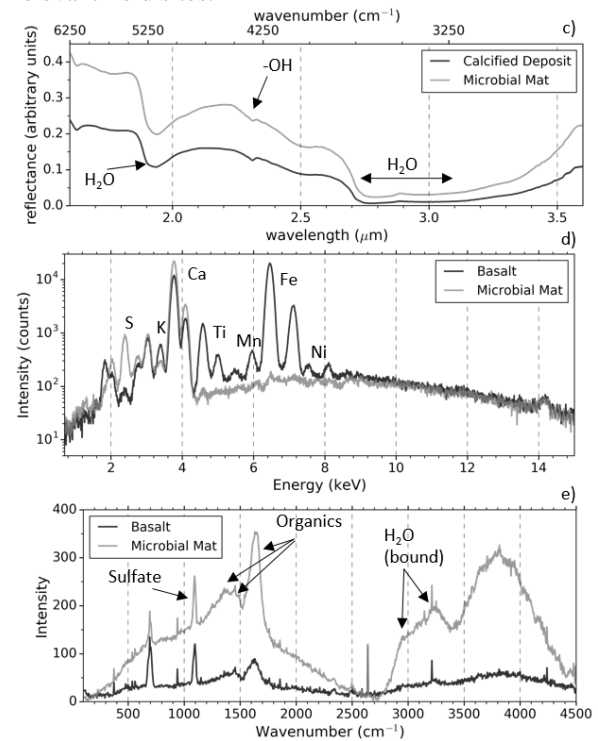 wavenumber (cm⁻¹)
6250 5250 4250 3250 c)
0.4
0.3
0.2
0.1
0.0
reflectance (arbitrary units)
Calcified Deposit
Microbial Mat
-OH
H₂O
H₂O
2.0 2.5 3.0 3.5
wavelength (μm)
d)
10⁴
10³
10²
10¹
Intensity (counts)
Basalt
Microbial Mat
S
K
Ca
Ti
Mn
Fe
Ni
2 4 6 8 10 12 14
Energy (keV)
e)
400
300
200
100
0
Intensity
Basalt
Microbial Mat
Organics
Sulfate
H₂O
(bound)
500 1000 1500 2000 2500 3000 3500 4000 4500
Wavenumber (cm⁻¹)